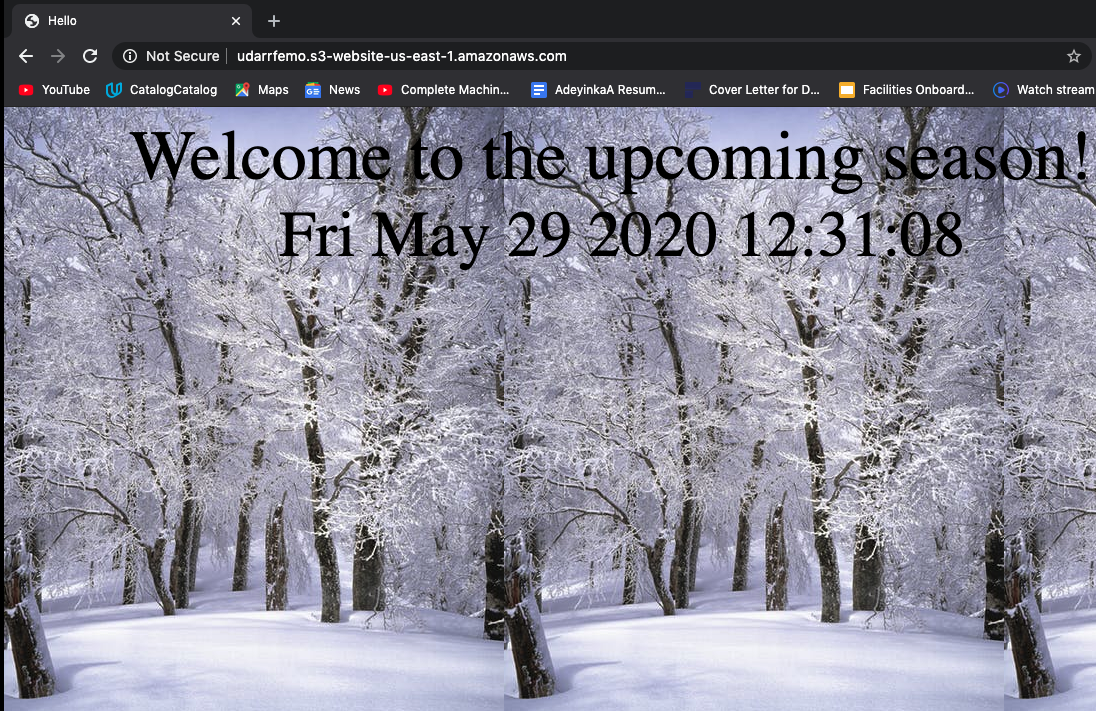 Hello
Not Secure udarrfemo.s3-website-us-east-1.amazonaws.com
YouTube CatalogCatalog Maps News Complete Machin... AdeyinkaA Resum... Cover Letter for D... Facilities Onboard... Watch stream
Welcome to the upcoming season!
Fri May 29 2020 12:31:08